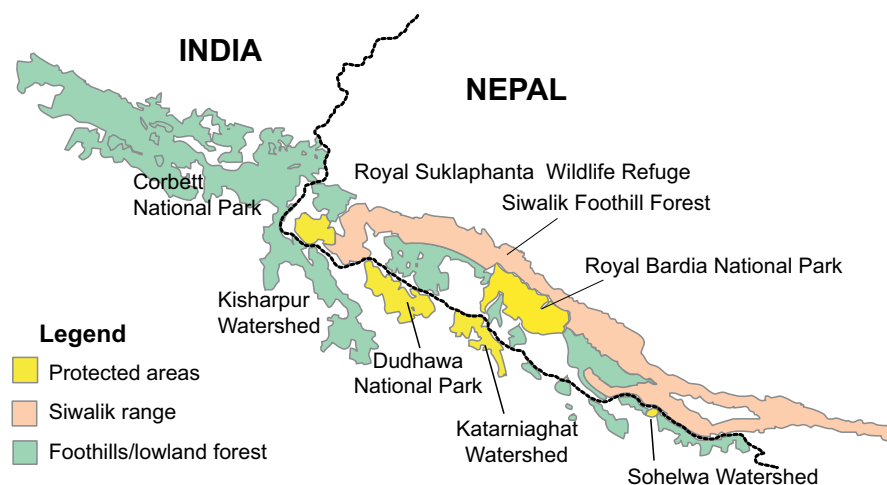 INDIA
NEPAL
Corbett
National Park
Royal Suklaphanta Wildlife Refuge
Siwalik Foothill Forest
Royal Bardia National Park
Kisharpur
Watershed
Dudhawa
National Park
Katarniaghat
Watershed
Sohelwa Watershed
Legend
Protected areas
Siwalik range
Foothills/lowland forest